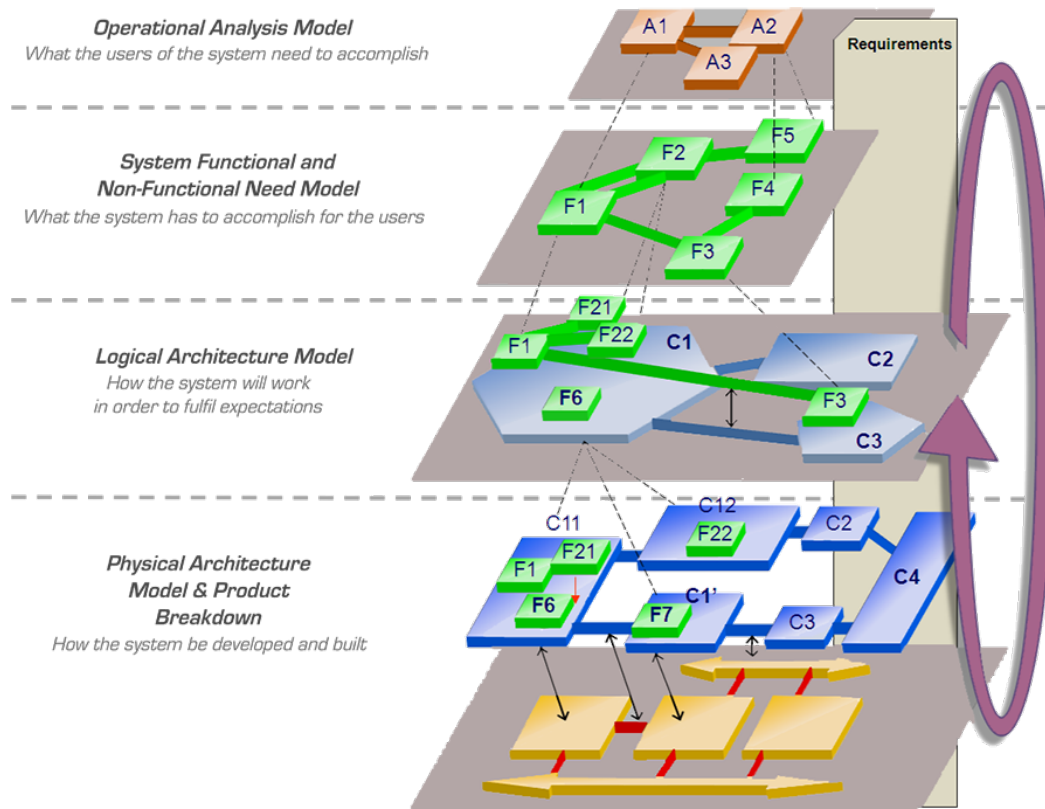 Operational Analysis Model
What the users of the system need to accomplish
A1
A2
A3
Requirements
System Functional and
Non-Functional Need Model
What the system has to accomplish for the users
F5
F2
F4
F1
F3
Logical Architecture Model
How the system will work
in order to fulfil expectations
F21
F22
F1
C1
C2
F6
F3
C3
Physical Architecture
Model & Product
Breakdown
How the system be developed and built
C11
C12
C2
F22
F21
F1
C4
F6
F7
C1'
C3